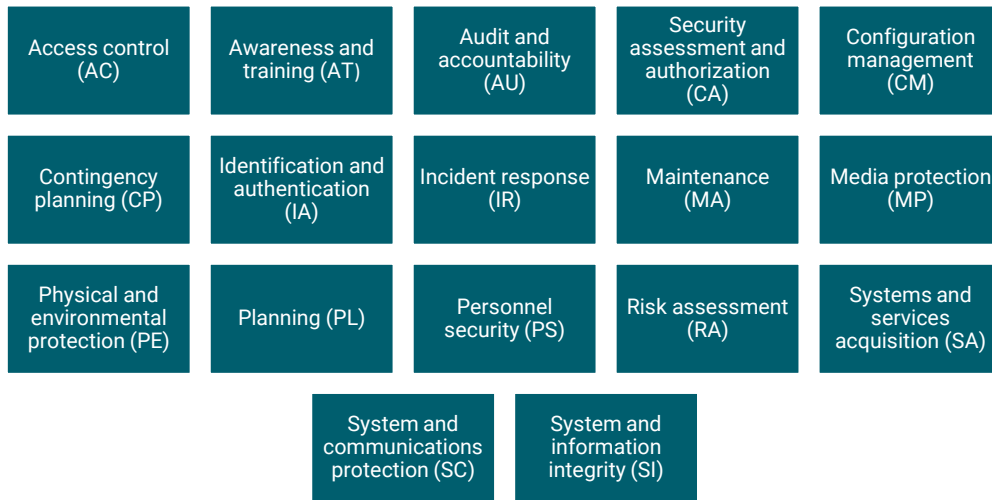 Access control
(AC)
Awareness and
training (AT)
Audit and
accountability
(AU)
Security
assessment and
authorization
(CA)
Configuration
management
(CM)
Contingency
planning (CP)
Identification and
authentication
(IA)
Incident response
(IR)
Maintenance
(MA)
Media protection
(MP)
Physical and
environmental
protection (PE)
Planning (PL)
Personnel
security (PS)
Risk assessment
(RA)
Systems and
services
acquisition (SA)
System and
communications
protection (SC)
System and
information
integrity (SI)